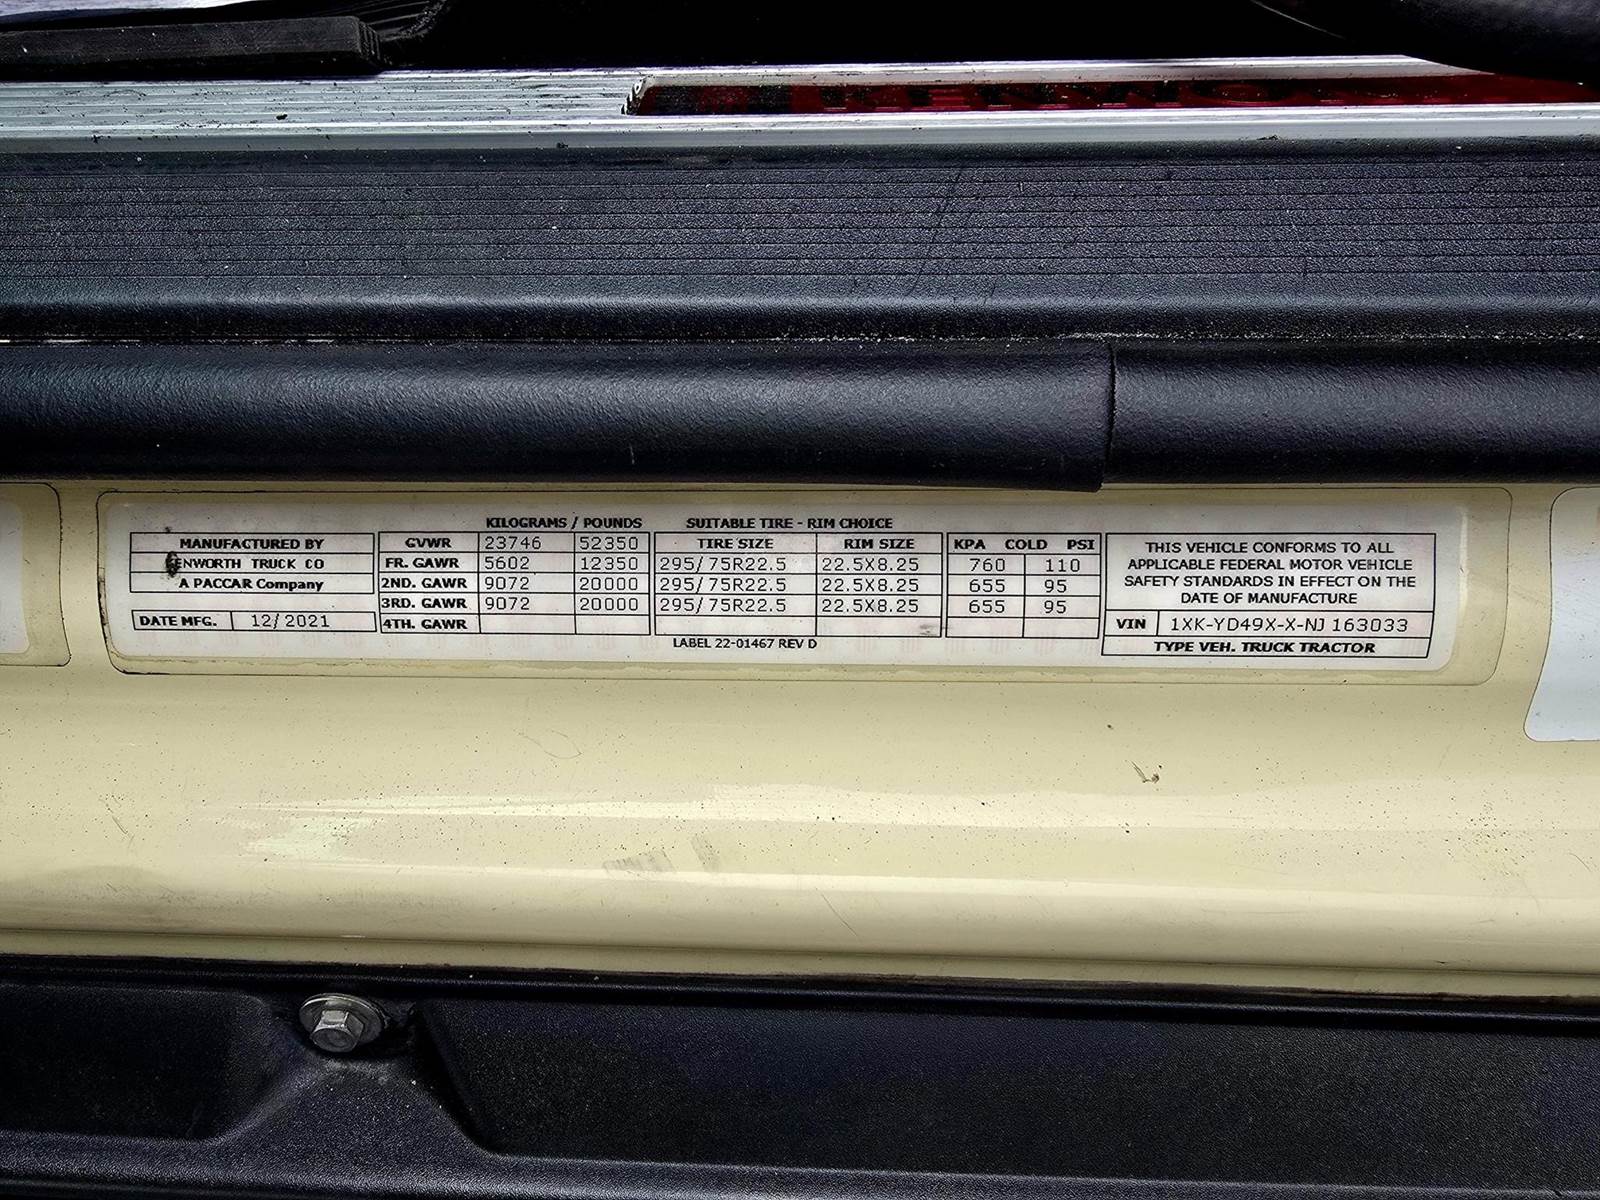 KILOGRAMS / POUNDS SUITABLE TIRE - RIM CHOICE
MANUFACTURED BY
ENWORTH TRUCK CO
A PACCAR Company
DATE MFG. 12/2021
GVWR 23746 52350
FR. GAWR 5602 12350
2ND. GAWR 9072 20000
3RD. GAWR 9072 20000
4TH. GAWR
TIRE SIZE RIM SIZE
295/75R22.5 22.5X8.25
295/75R22.5 22.5X8.25
295/75R22.5 22.5X8.25
LABEL 22-01467 REV D
KPA COLD PSI
760 110
655 95
655 95
THIS VEHICLE CONFORMS TO ALL
APPLICABLE FEDERAL MOTOR VEHICLE
SAFETY STANDARDS IN EFFECT ON THE
DATE OF MANUFACTURE
VIN 1XK-YD49X-X-NJ 163033
TYPE VEH. TRUCK TRACTOR